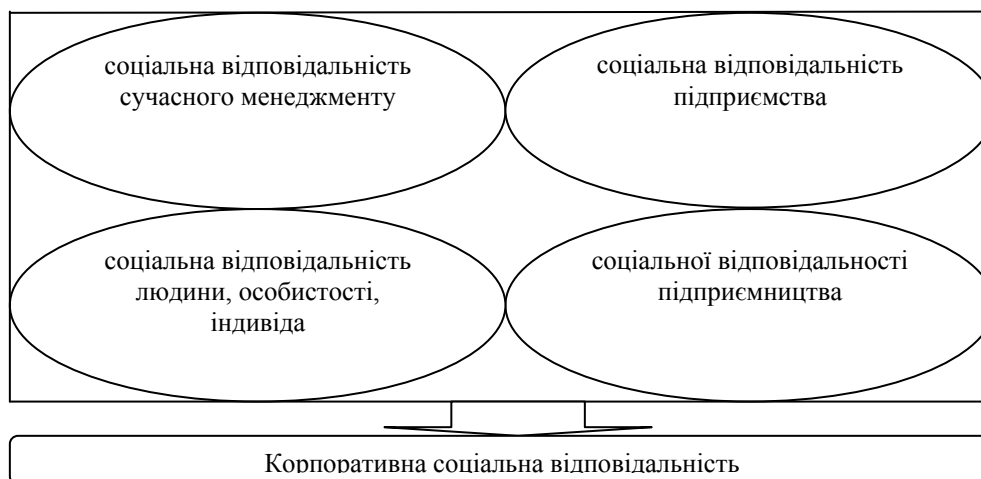 соціальна відповідальність
сучасного менеджменту
соціальна відповідальність
підприємства
соціальна відповідальність
людини, особистості,
індивіда
соціальної відповідальності
підприємництва
Корпоративна соціальна відповідальність